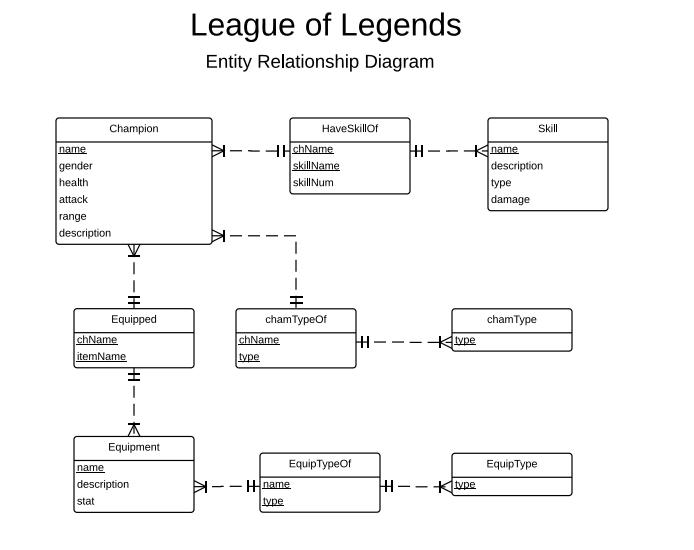 League of Legends
Entity Relationship Diagram
Champion
name
gender
health
attack
range
description
HaveSkillOf
chName
skillName
skillNum
Skill
name
description
type
damage
Equipped
chName
itemName
chamTypeOf
chName
type
chamType
type
Equipment
name
description
stat
EquipTypeOf
name
type
EquipType
type